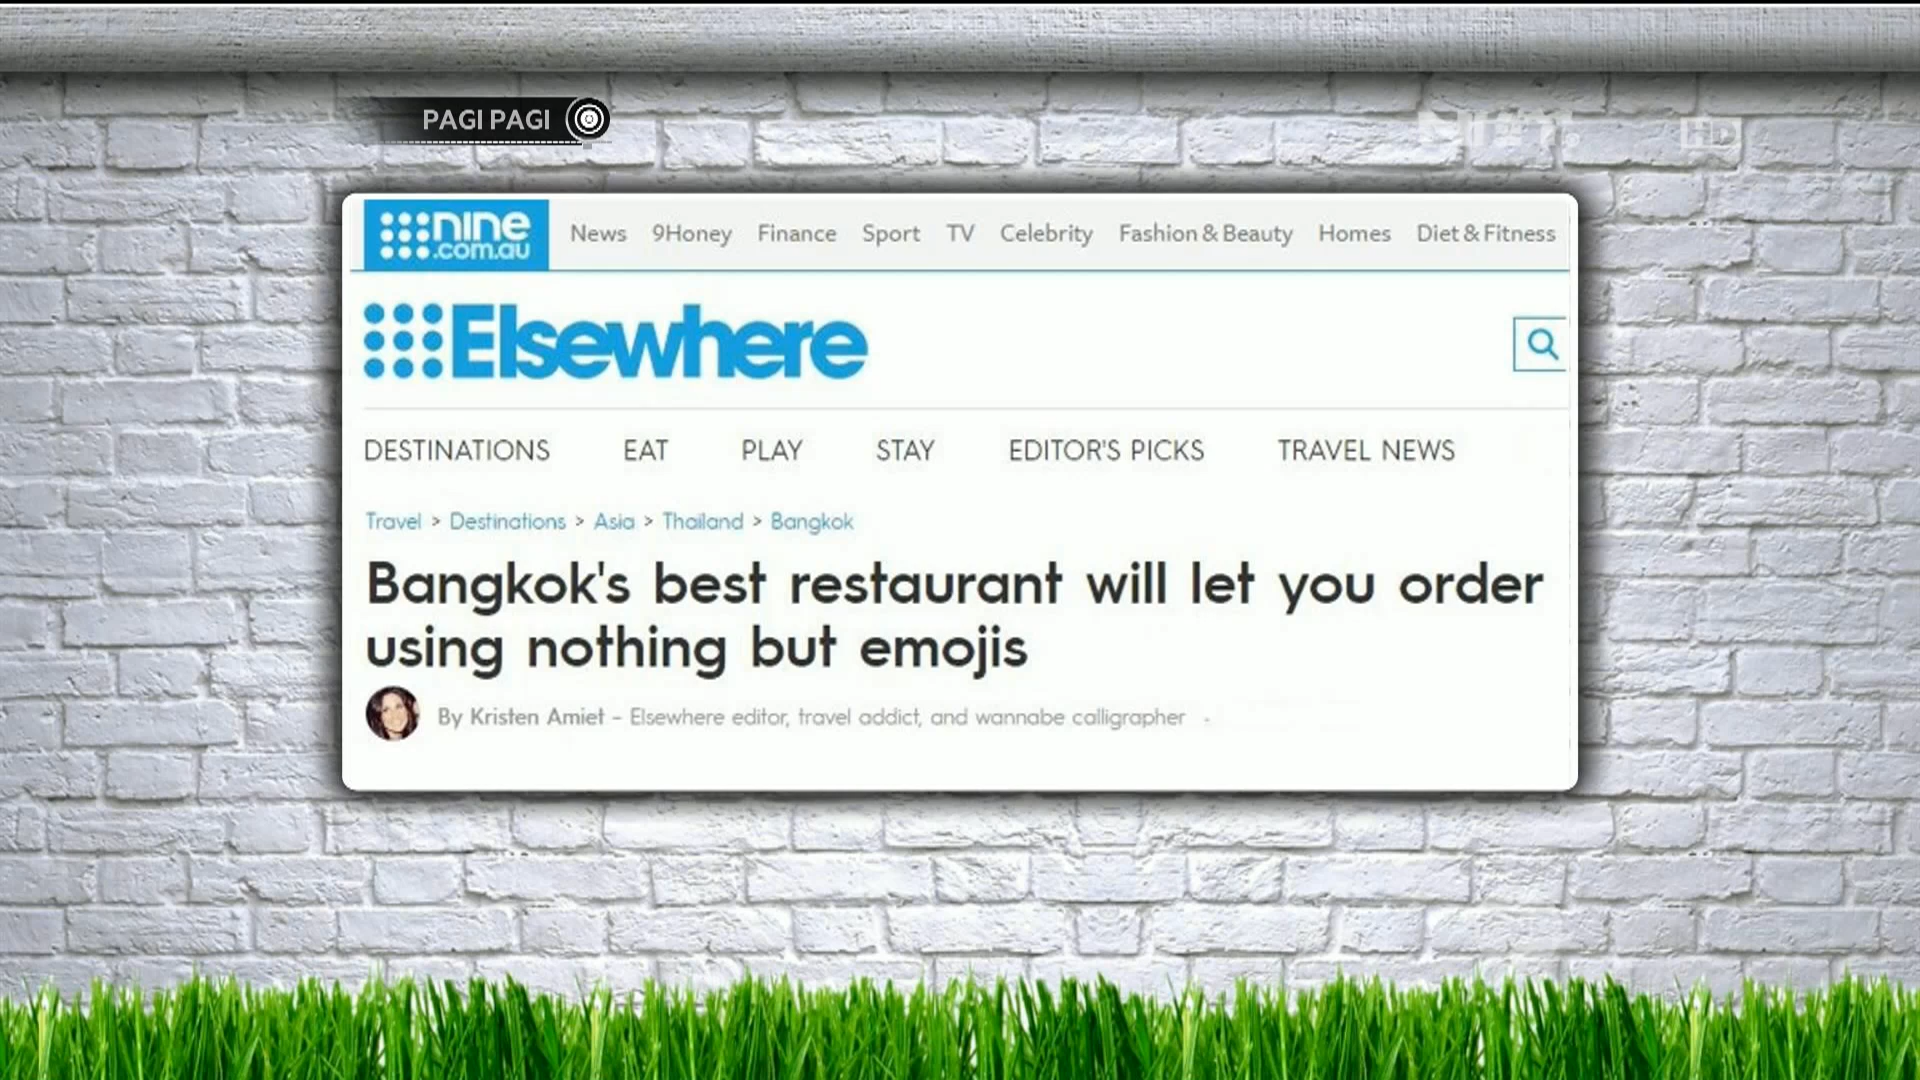 PAGI PAGI
NET.
HD
nine
.com.au
News 9Honey Finance Sport TV Celebrity Fashion & Beauty Homes Diet & Fitness
Elsewhere
DESTINATIONS EAT PLAY STAY EDITOR'S PICKS TRAVEL NEWS
Travel > Destinations > Asia > Thailand > Bangkok
Bangkok's best restaurant will let you order
using nothing but emojis
By Kristen Amiet – Elsewhere editor, travel addict, and wannabe calligrapher -